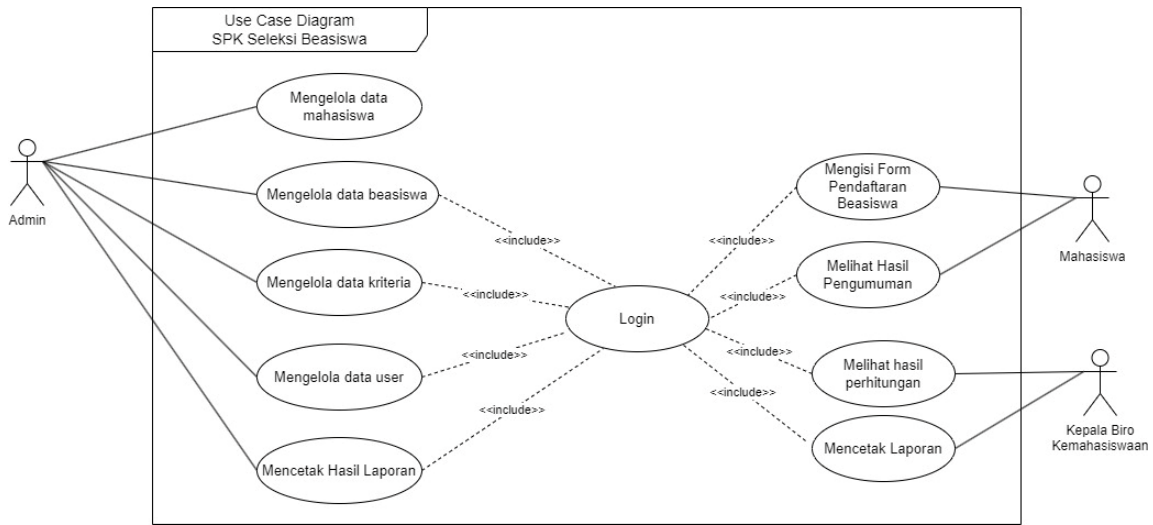 Use Case Diagram
SPK Seleksi Beasiswa
Mengelola data
mahasiswa
Admin
Mengelola data beasiswa
Mengelola data kriteria
Mengelola data user
Mencetak Hasil Laporan
<<include>>
<<include>>
<<include>>
<<include>>
Login
<<include>>
<<include>>
<<include>>
<<include>>
Mengisi Form
Pendaftaran
Beasiswa
Melihat Hasil
Pengumuman
Melihat hasil
perhitungan
Mencetak Laporan
Mahasiswa
Kepala Biro
Kemahasiswaan